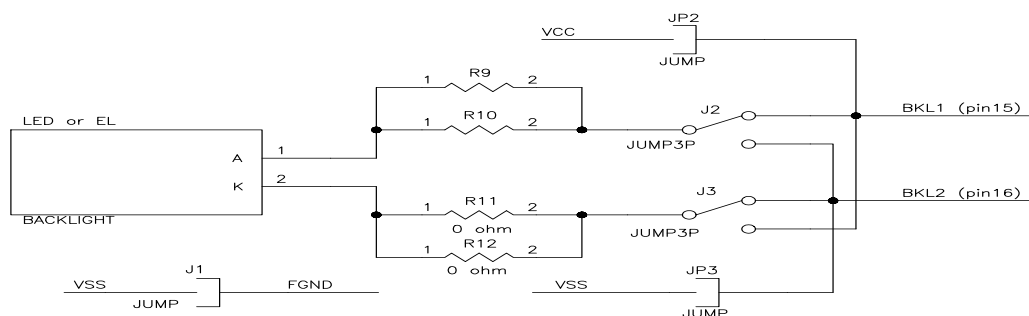 JP2
VCC
JUMP
R9
1 2
LED or EL
R10
1 2
J2
BKL1 (pin15)
JUMP3P
A 1
K 2
BACKLIGHT
R11
1 2
0 ohm
J3
BKL2 (pin16)
JUMP3P
R12
1 2
0 ohm
J1
VSS
FGND
JUMP
JP3
VSS
JUMP